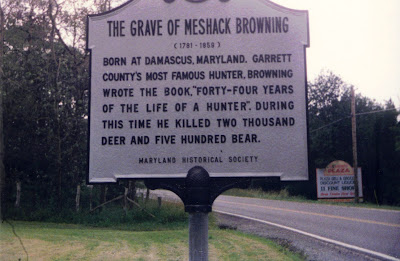 THE GRAVE OF MESHACK BROWNING
(1781-1859)
BORN AT DAMASCUS, MARYLAND. GARRETT
COUNTY'S MOST FAMOUS HUNTER, BROWNING
WROTE THE BOOK, "FORTY-FOUR YEARS
OF THE LIFE OF A HUNTER". DURING
THIS TIME HE KILLED TWO THOUSAND
DEER AND FIVE HUNDRED BEAR.
MARYLAND HISTORICAL SOCIETY
PLAZA